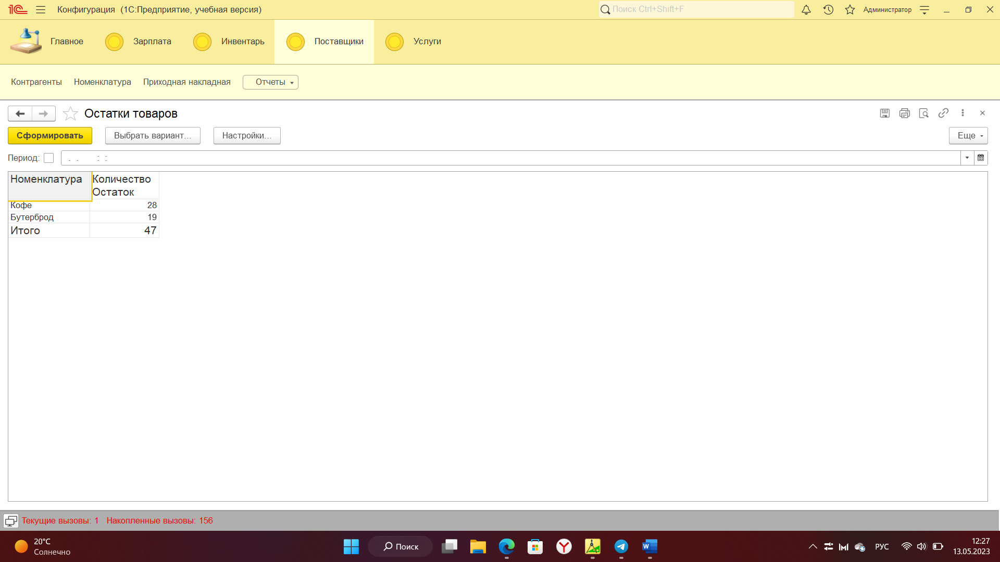 Конфигурация (1С:Предприятие, учебная версия)
Поиск Ctrl+Shift+F
Администратор
Главное
Зарплата
Инвентарь
Поставщики
Услуги
Контрагенты
Номенклатура
Приходная накладная
Отчеты
Остатки товаров
Сформировать
Выбрать вариант...
Настройки...
Еще
Период:
. . : :
Номенклатура
Количество
Остаток
Кофе 28
Бутерброд 19
Итого 47
Текущие вызовы: 1 Накопленные вызовы: 156
20°C
Солнечно
Поиск
РУС
12:27
13.05.2023